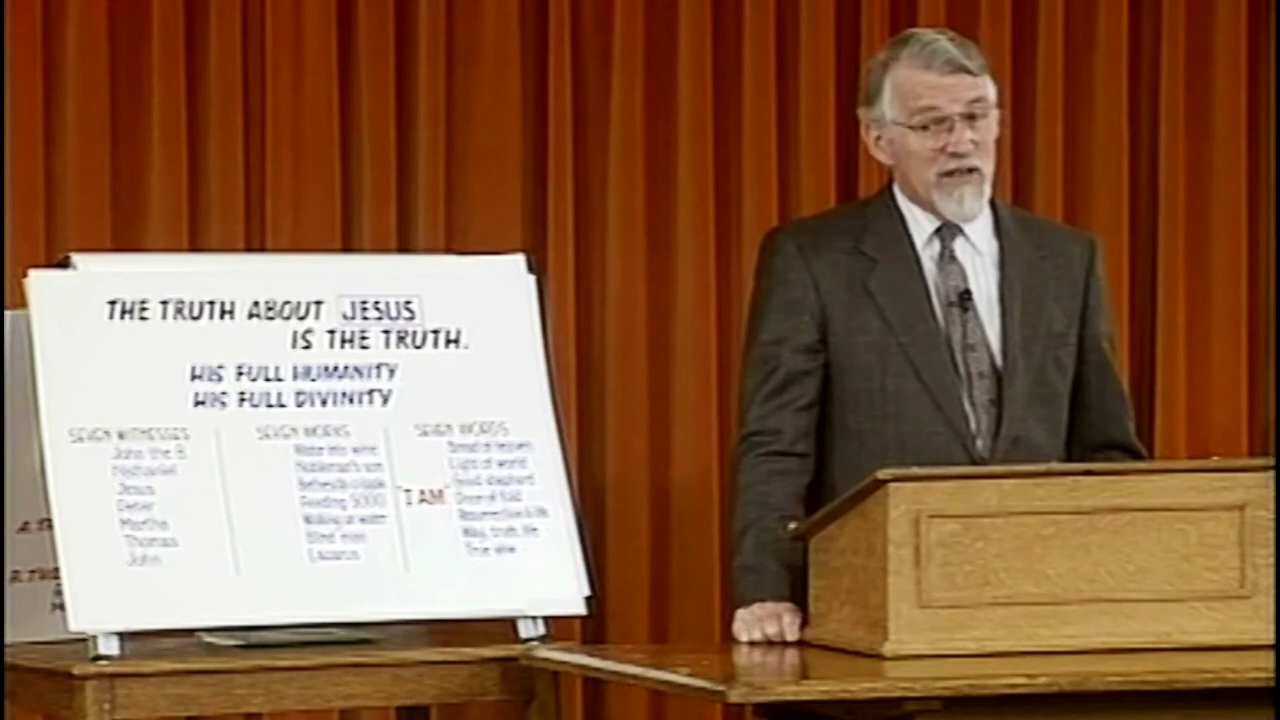 THE TRUTH ABOUT JESUS
IS THE TRUTH.
HIS FULL HUMANITY
HIS FULL DIVINITY
SEVEN WITNESSES
John the B.
Nathaniel
Jesus
Peter
Martha
Thomas
John
SEVEN WORKS
Water into wine
Nobleman's son
Feeding 5000
Walking on water
Blind man
Lazarus
"I AM"
SEVEN WORDS
Bread of heaven
Light of world
Good shepherd
Door of fold
Resurrection & life
Way, truth, life
True vine